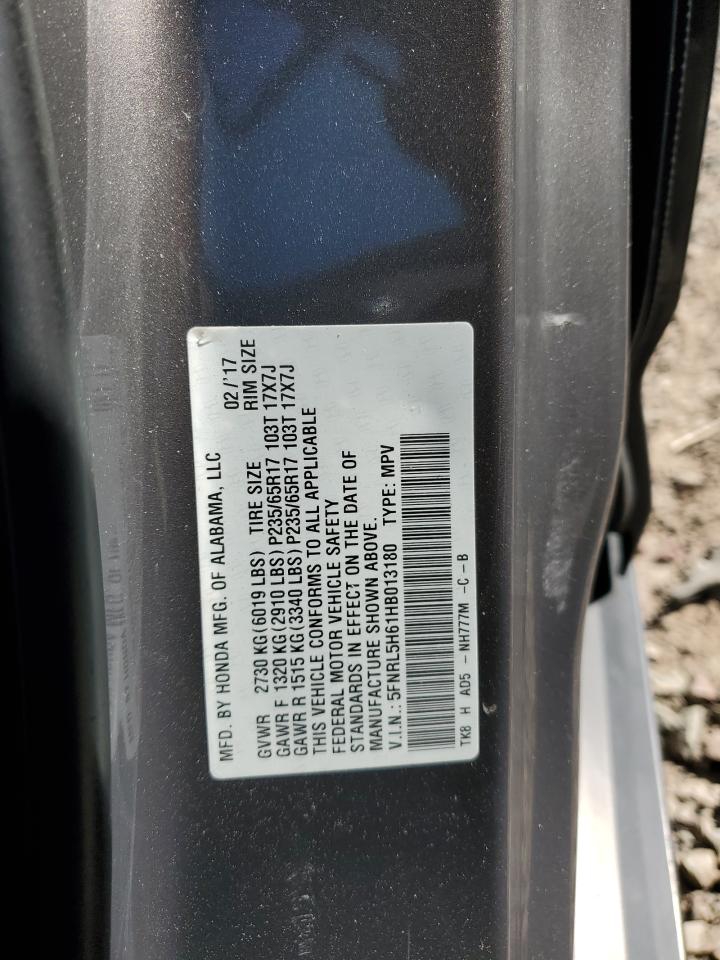 MFD. BY HONDA MFG. OF ALABAMA, LLC 02/'17
GVWR 2730 KG(6019 LBS) TIRE SIZE RIM SIZE
GAWR F 1320 KG(2910 LBS) P235/65R17 103T 17X7J
GAWR R 1515 KG(3340 LBS) P235/65R17 103T 17X7J
THIS VEHICLE CONFORMS TO ALL APPLICABLE
FEDERAL MOTOR VEHICLE SAFETY
STANDARDS IN EFFECT ON THE DATE OF
MANUFACTURE SHOWN ABOVE.
V.I.N.: 5FNRL5H61HB013180 TYPE: MPV
TK8 H AD5 - NH777M -C-B